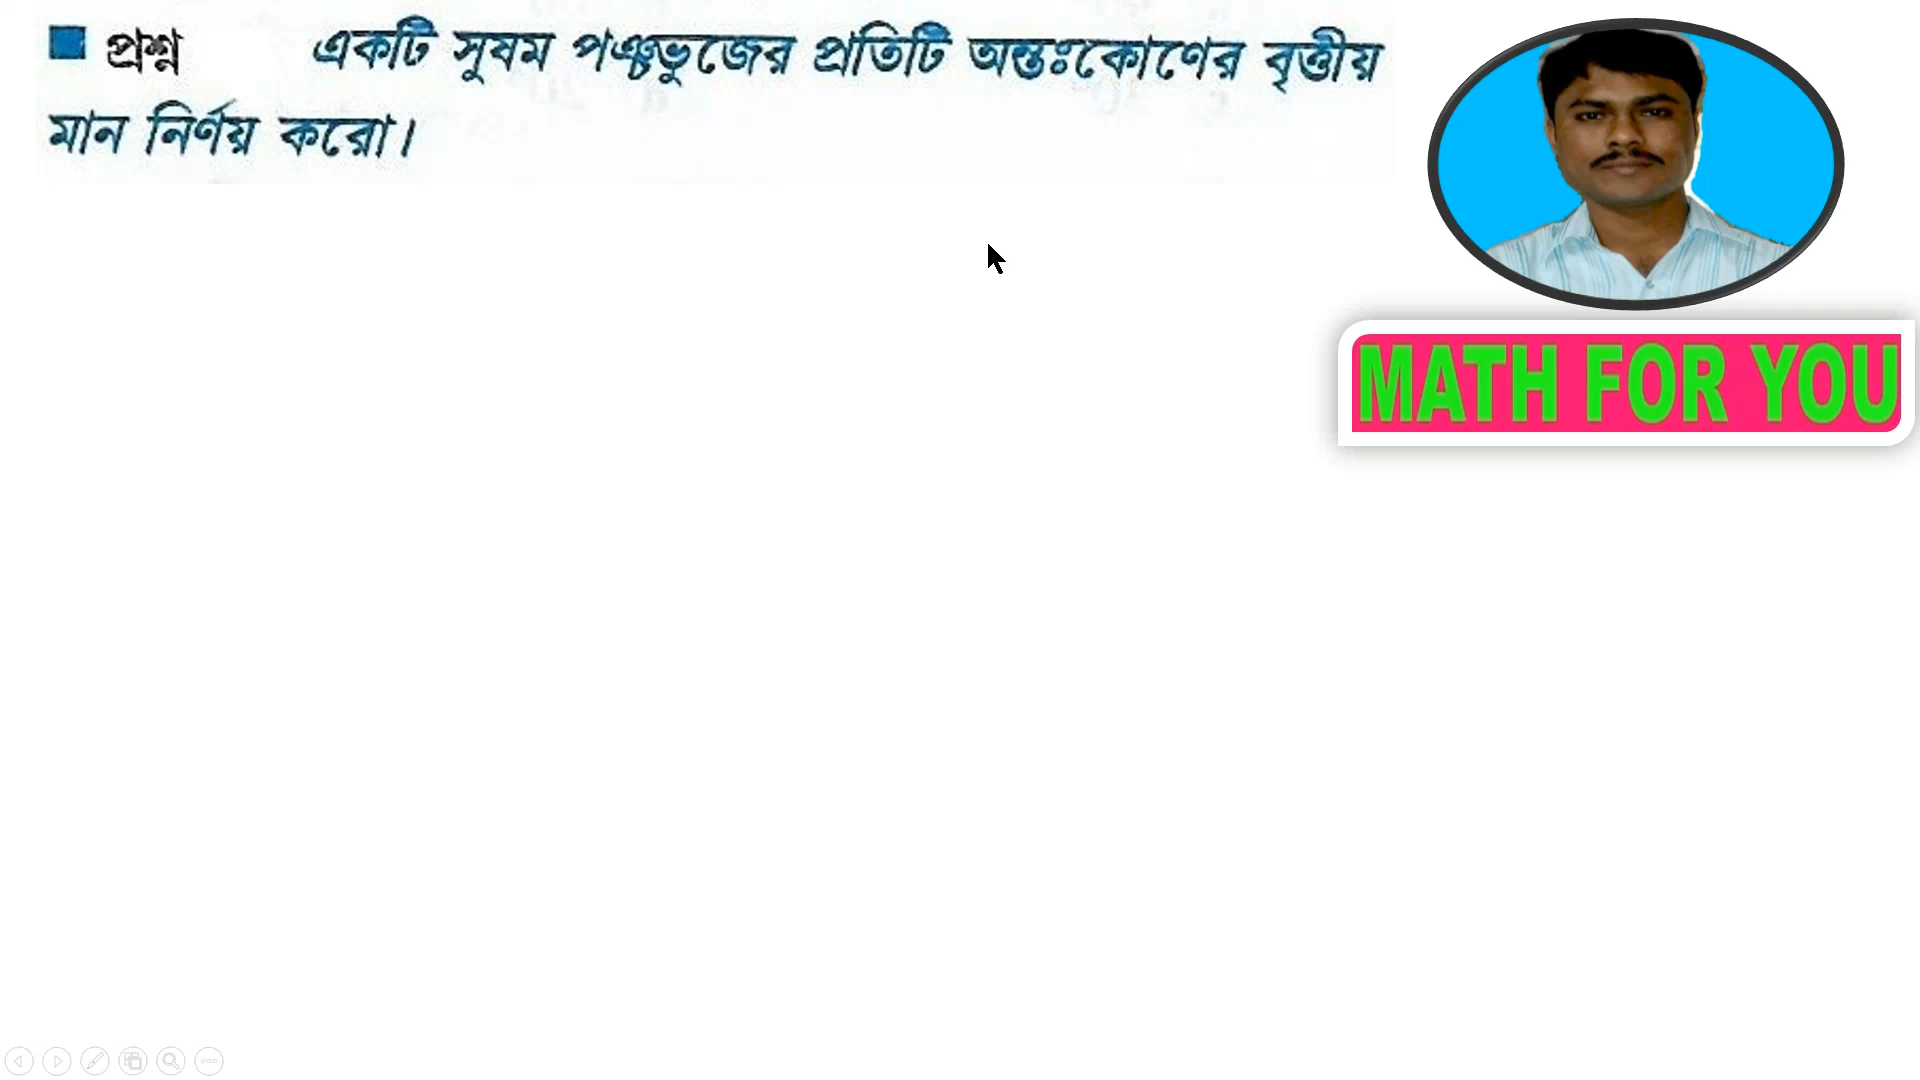 প্রশ্ন একটি সুষম পঞ্চভুজের প্রতিটি অন্তঃকোণের বৃত্তীয়
মান নির্ণয় করো।
MATH FOR YOU